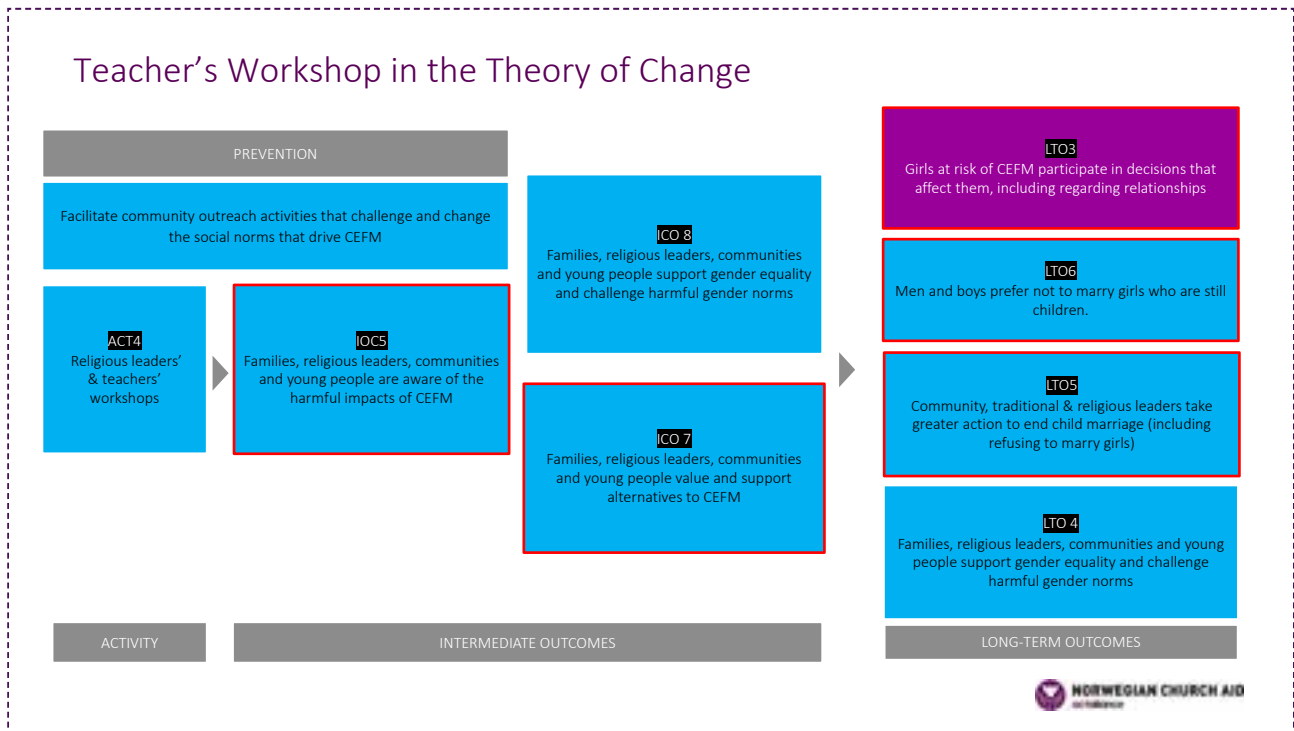 Teacher's Workshop in the Theory of Change
PREVENTION
Facilitate community outreach activities that challenge and change
the social norms that drive CEFM
ACT4
Religious leaders'
& teachers'
workshops
IOC5
Families, religious leaders, communities
and young people are aware of the
harmful impacts of CEFM
ICO 8
Families, religious leaders, communities
and young people support gender equality
and challenge harmful gender norms
ICO 7
Families, religious leaders, communities
and young people value and support
alternatives to CEFM
LTO3
Girls at risk of CEFM participate in decisions that
affect them, including regarding relationships
LTO6
Men and boys prefer not to marry girls who are still
children.
LTO5
Community, traditional & religious leaders take
greater action to end child marriage (including
refusing to marry girls)
LTO 4
Families, religious leaders, communities and young
people support gender equality and challenge
harmful gender norms
ACTIVITY
INTERMEDIATE OUTCOMES
LONG-TERM OUTCOMES
NORWEGIAN CHURCH AID
actalliance